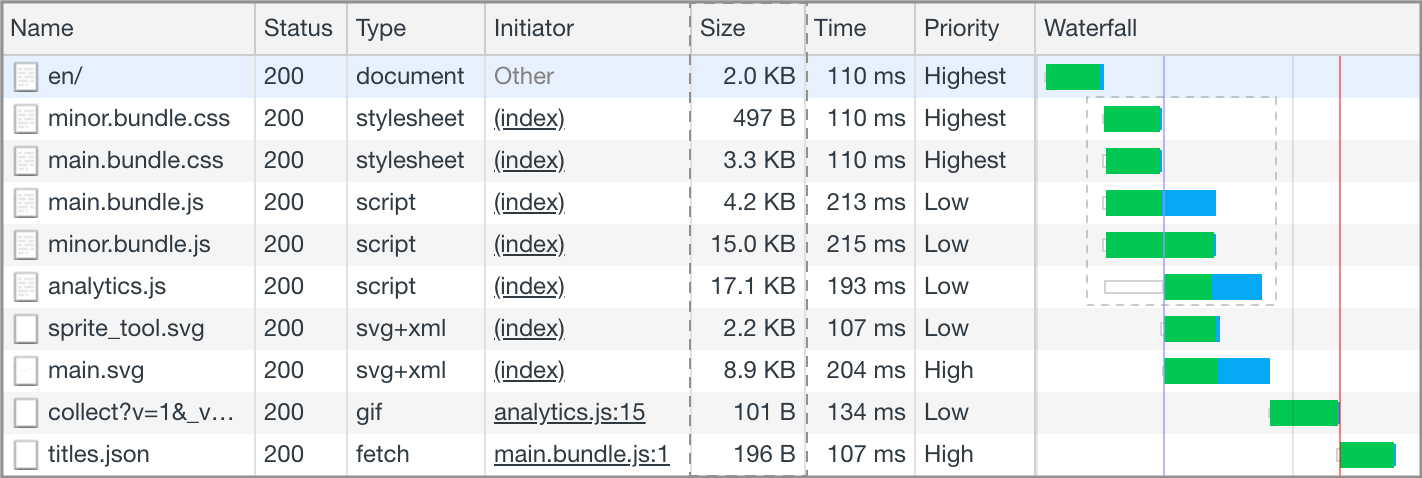 Name Status Type Initiator Size Time Priority Waterfall
en/ 200 document Other 2.0 KB 110 ms Highest
minor.bundle.css 200 stylesheet (index) 497 B 110 ms Highest
main.bundle.css 200 stylesheet (index) 3.3 KB 110 ms Highest
main.bundle.js 200 script (index) 4.2 KB 213 ms Low
minor.bundle.js 200 script (index) 15.0 KB 215 ms Low
analytics.js 200 script (index) 17.1 KB 193 ms Low
sprite_tool.svg 200 svg+xml (index) 2.2 KB 107 ms Low
main.svg 200 svg+xml (index) 8.9 KB 204 ms High
collect?v=1&_v… 200 gif analytics.js:15 101 B 134 ms Low
titles.json 200 fetch main.bundle.js:1 196 B 107 ms High